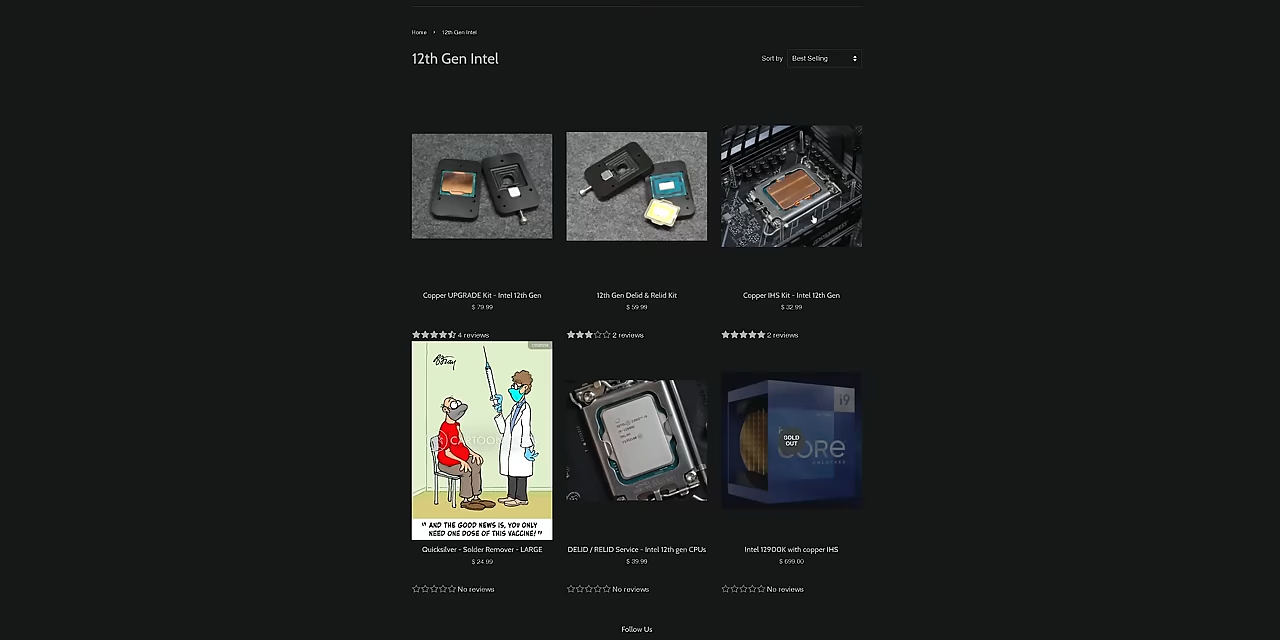 Home › 12th Gen Intel
12th Gen Intel
Sort by Best Selling
Copper UPGRADE Kit - Intel 12th Gen
$ 79.99
4 reviews
12th Gen Delid & Relid Kit
$ 59.99
2 reviews
Copper IHS Kit - Intel 12th Gen
$ 32.99
2 reviews
CARTOON
" AND THE GOOD NEWS IS, YOU ONLY
NEED ONE DOSE OF THIS VACCINE! "
Quicksilver - Solder Remover - LARGE
$ 24.99
No reviews
DELID / RELID Service - Intel 12th gen CPUs
$ 39.99
No reviews
i9
CORE
UNLOCKED
SOLD
OUT
Intel 12900K with copper IHS
$ 699.00
No reviews
Follow Us